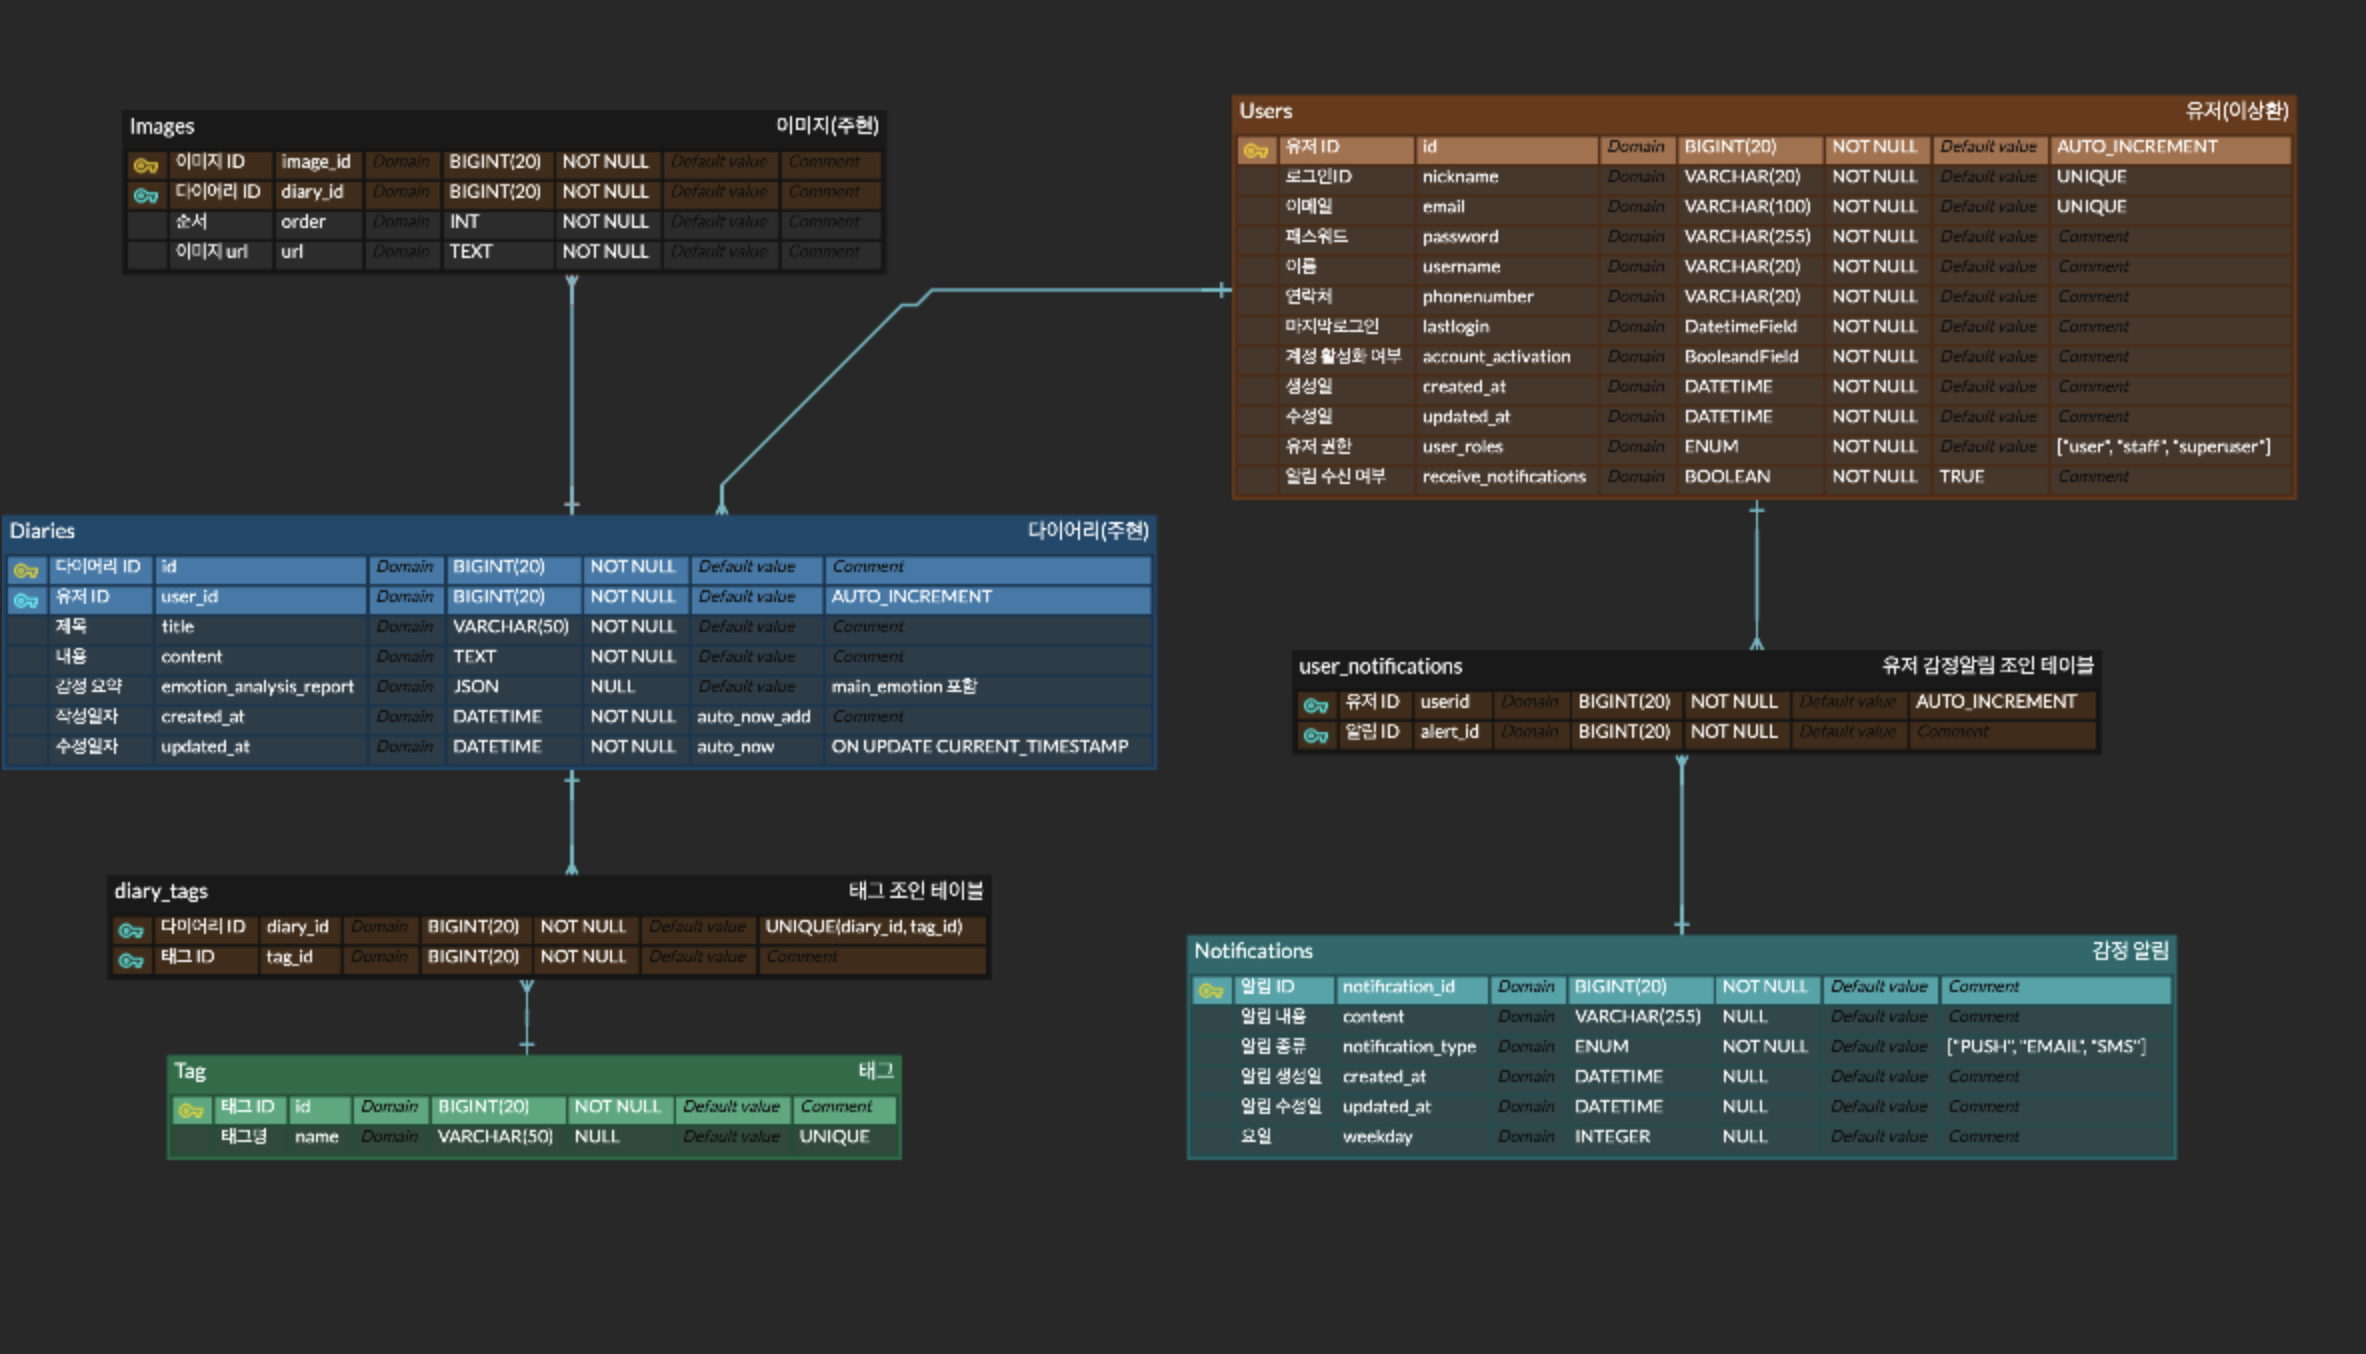 Images 이미지(주현)
이미지 ID image_id Domain BIGINT(20) NOT NULL Default value Comment
다이어리 ID diary_id Domain BIGINT(20) NOT NULL Default value Comment
순서 order Domain INT NOT NULL Default value Comment
이미지 url url Domain TEXT NOT NULL Default value Comment
Users 유저(이상환)
유저 ID id Domain BIGINT(20) NOT NULL Default value AUTO_INCREMENT
로그인ID nickname Domain VARCHAR(20) NOT NULL Default value UNIQUE
이메일 email Domain VARCHAR(100) NOT NULL Default value UNIQUE
패스워드 password Domain VARCHAR(255) NOT NULL Default value Comment
이름 username Domain VARCHAR(20) NOT NULL Default value Comment
연락처 phonenumber Domain VARCHAR(20) NOT NULL Default value Comment
마지막로그인 lastlogin Domain DatetimeField NOT NULL Default value Comment
계정 활성화 여부 account_activation Domain BooleandField NOT NULL Default value Comment
생성일 created_at Domain DATETIME NOT NULL Default value Comment
수정일 updated_at Domain DATETIME NOT NULL Default value Comment
유저 권한 user_roles Domain ENUM NOT NULL Default value ["user", "staff", "superuser"]
알림 수신 여부 receive_notifications Domain BOOLEAN NOT NULL TRUE Comment
Diaries 다이어리(주현)
다이어리 ID id Domain BIGINT(20) NOT NULL Default value Comment
유저 ID user_id Domain BIGINT(20) NOT NULL Default value AUTO_INCREMENT
제목 title Domain VARCHAR(50) NOT NULL Default value Comment
내용 content Domain TEXT NOT NULL Default value Comment
감정 요약 emotion_analysis_report Domain JSON NULL Default value main_emotion 포함
작성일자 created_at Domain DATETIME NOT NULL auto_now_add Comment
수정일자 updated_at Domain DATETIME NOT NULL auto_now ON UPDATE CURRENT_TIMESTAMP
user_notifications 유저 감정알림 조인 테이블
유저 ID userid Domain BIGINT(20) NOT NULL Default value AUTO_INCREMENT
알림 ID alert_id Domain BIGINT(20) NOT NULL Default value Comment
diary_tags 태그 조인 테이블
다이어리 ID diary_id Domain BIGINT(20) NOT NULL Default value UNIQUE(diary_id, tag_id)
태그 ID tag_id Domain BIGINT(20) NOT NULL Default value Comment
Tag 태그
태그 ID id Domain BIGINT(20) NOT NULL Default value Comment
태그명 name Domain VARCHAR(50) NULL Default value UNIQUE
Notifications 감정 알림
알림 ID notification_id Domain BIGINT(20) NOT NULL Default value Comment
알림 내용 content Domain VARCHAR(255) NULL Default value Comment
알림 종류 notification_type Domain ENUM NOT NULL Default value ["PUSH", "EMAIL", "SMS"]
알림 생성일 created_at Domain DATETIME NULL Default value Comment
알림 수정일 updated_at Domain DATETIME NULL Default value Comment
요일 weekday Domain INTEGER NULL Default value Comment